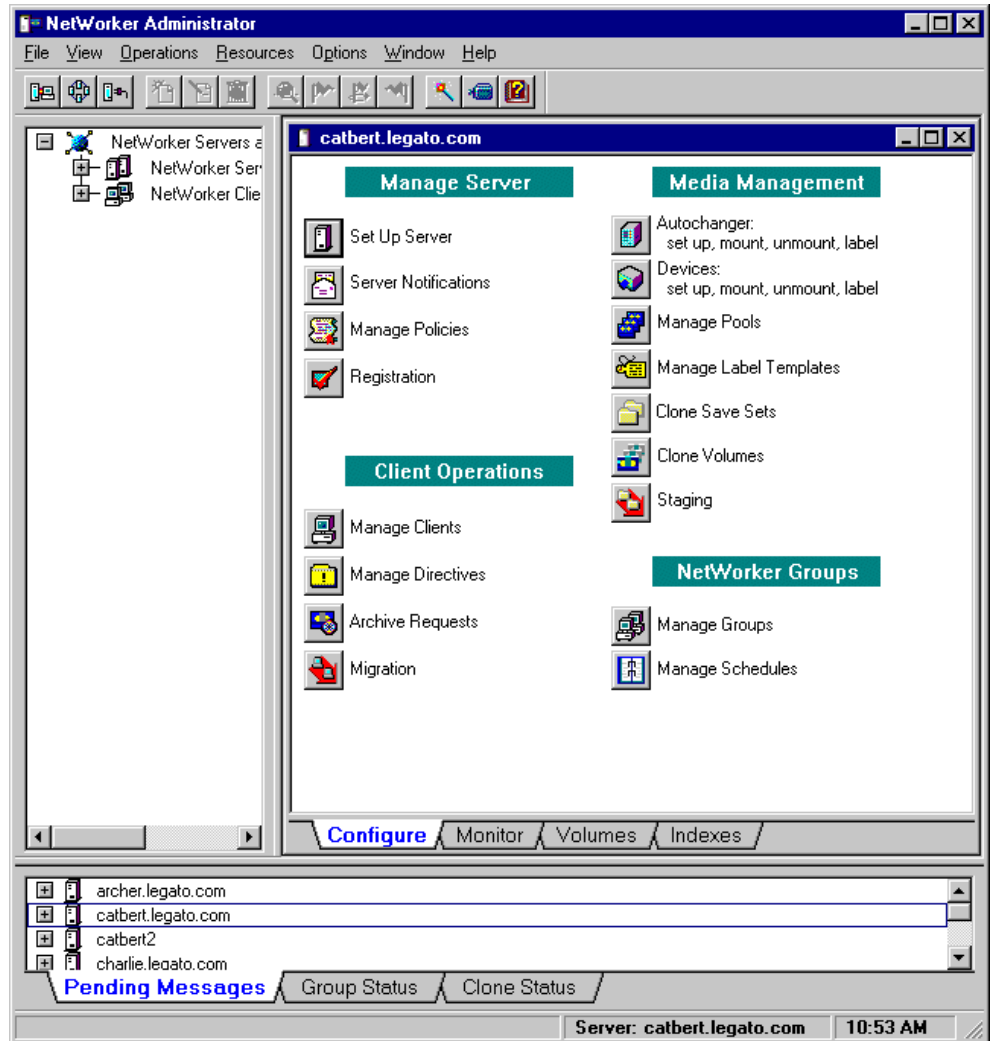 NetWorker Administrator
File View Operations Resources Options Window Help
NetWorker Servers a
NetWorker Ser
NetWorker Clie
catbert.legato.com
Manage Server
Set Up Server
Server Notifications
Manage Policies
Registration
Client Operations
Manage Clients
Manage Directives
Archive Requests
Migration
Media Management
Autochanger:
set up, mount, unmount, label
Devices:
set up, mount, unmount, label
Manage Pools
Manage Label Templates
Clone Save Sets
Clone Volumes
Staging
NetWorker Groups
Manage Groups
Manage Schedules
Configure Monitor Volumes Indexes
archer.legato.com
catbert.legato.com
catbert2
charlie.legato.com
Pending Messages Group Status Clone Status
Server: catbert.legato.com 10:53 AM